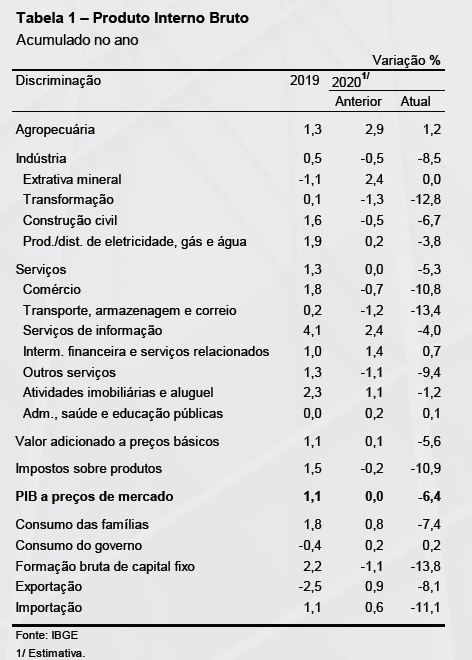 Tabela 1 – Produto Interno Bruto
Acumulado no ano
Variação %
Discriminação 2019 2020¹/
Anterior Atual
Agropecuária 1,3 2,9 1,2
Indústria 0,5 -0,5 -8,5
Extrativa mineral -1,1 2,4 0,0
Transformação 0,1 -1,3 -12,8
Construção civil 1,6 -0,5 -6,7
Prod./dist. de eletricidade, gás e água 1,9 0,2 -3,8
Serviços 1,3 0,0 -5,3
Comércio 1,8 -0,7 -10,8
Transporte, armazenagem e correio 0,2 -1,2 -13,4
Serviços de informação 4,1 2,4 -4,0
Interm. financeira e serviços relacionados 1,0 1,4 0,7
Outros serviços 1,3 -1,1 -9,4
Atividades imobiliárias e aluguel 2,3 1,1 -1,2
Adm., saúde e educação públicas 0,0 0,2 0,1
Valor adicionado a preços básicos 1,1 0,1 -5,6
Impostos sobre produtos 1,5 -0,2 -10,9
PIB a preços de mercado 1,1 0,0 -6,4
Consumo das famílias 1,8 0,8 -7,4
Consumo do governo -0,4 0,2 0,2
Formação bruta de capital fixo 2,2 -1,1 -13,8
Exportação -2,5 0,9 -8,1
Importação 1,1 0,6 -11,1
Fonte: IBGE
1/ Estimativa.